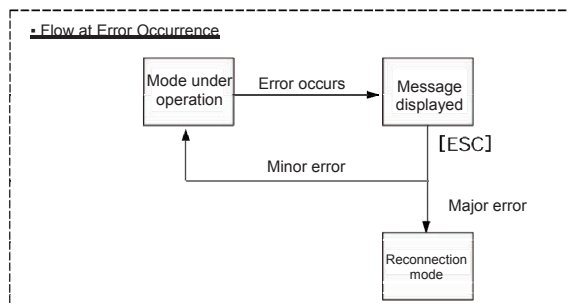 ▪ Flow at Error Occurrence
Mode under
operation
Error occurs
Message
displayed
[ESC]
Minor error
Major error
Reconnection
mode